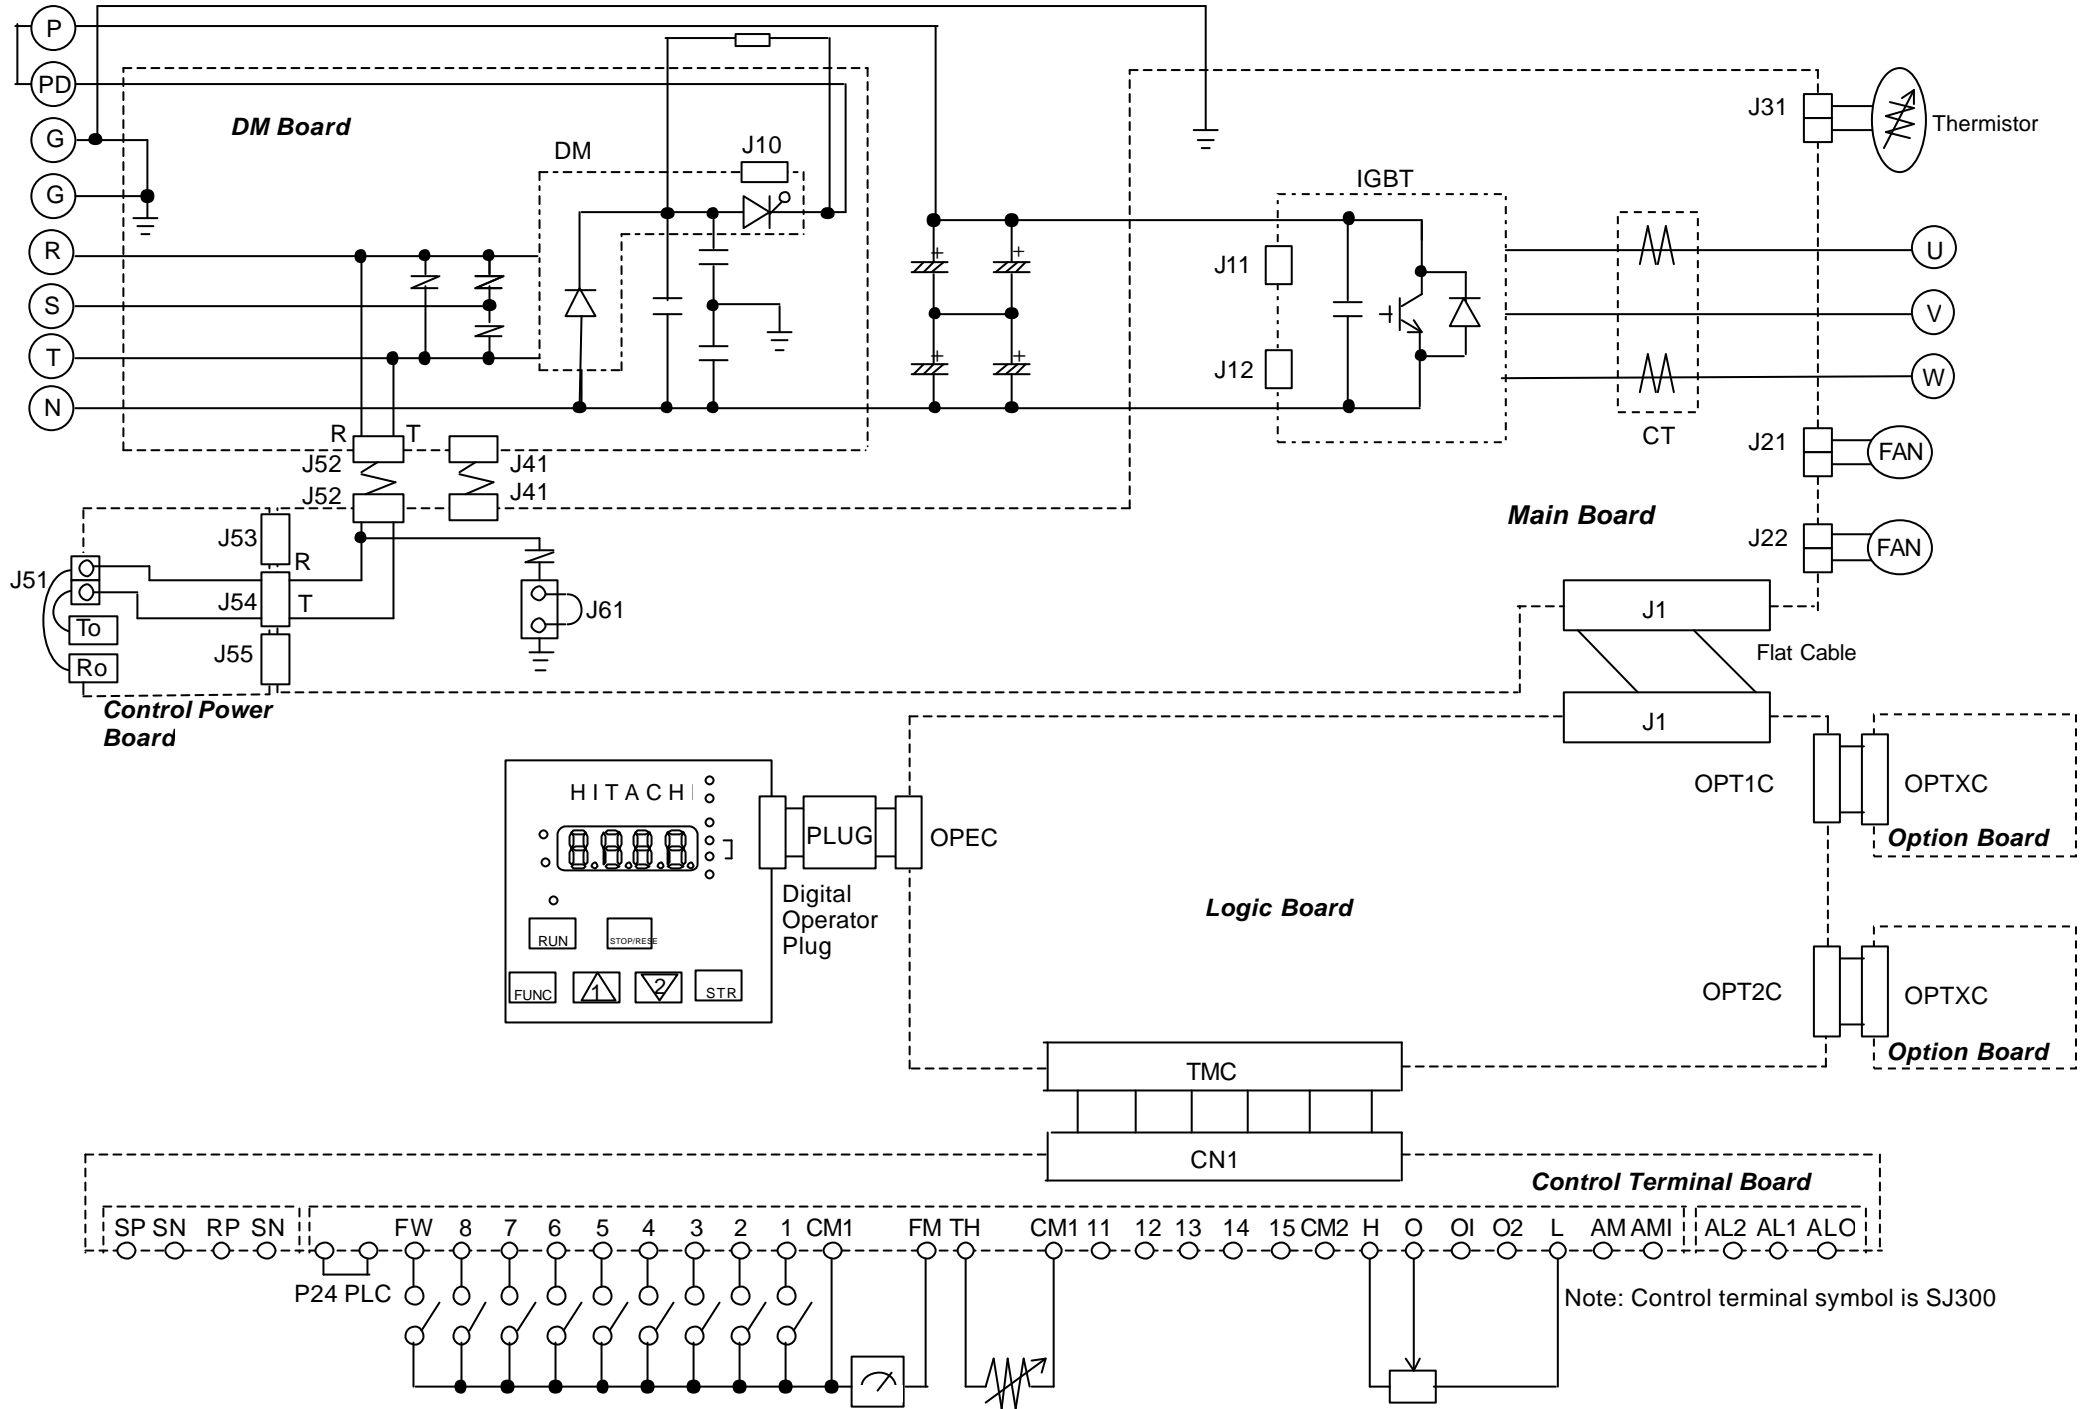 P
PD
G
G
R
S
T
N
DM Board
DM
J10
J31
Thermistor
IGBT
J11
J12
U
V
W
CT
J21
FAN
J22
FAN
Main Board
R T
J52 J41
J52 J41
J53
R
J51
J54 T
To
Ro
J55
J61
Control Power
Board
J1
Flat Cable
J1
HITACHI
PLUG
OPEC
Digital
Operator
Plug
RUN
STOP/RESE
FUNC
1
2
STR
Logic Board
OPT1C
OPTXC
Option Board
OPT2C
OPTXC
Option Board
TMC
CN1
Control Terminal Board
SP SN RP SN FW 8 7 6 5 4 3 2 1 CM1 FM TH CM1 11 12 13 14 15 CM2 H O OI O2 L AM AMI AL2 AL1 ALO
P24 PLC
Note: Control terminal symbol is SJ300